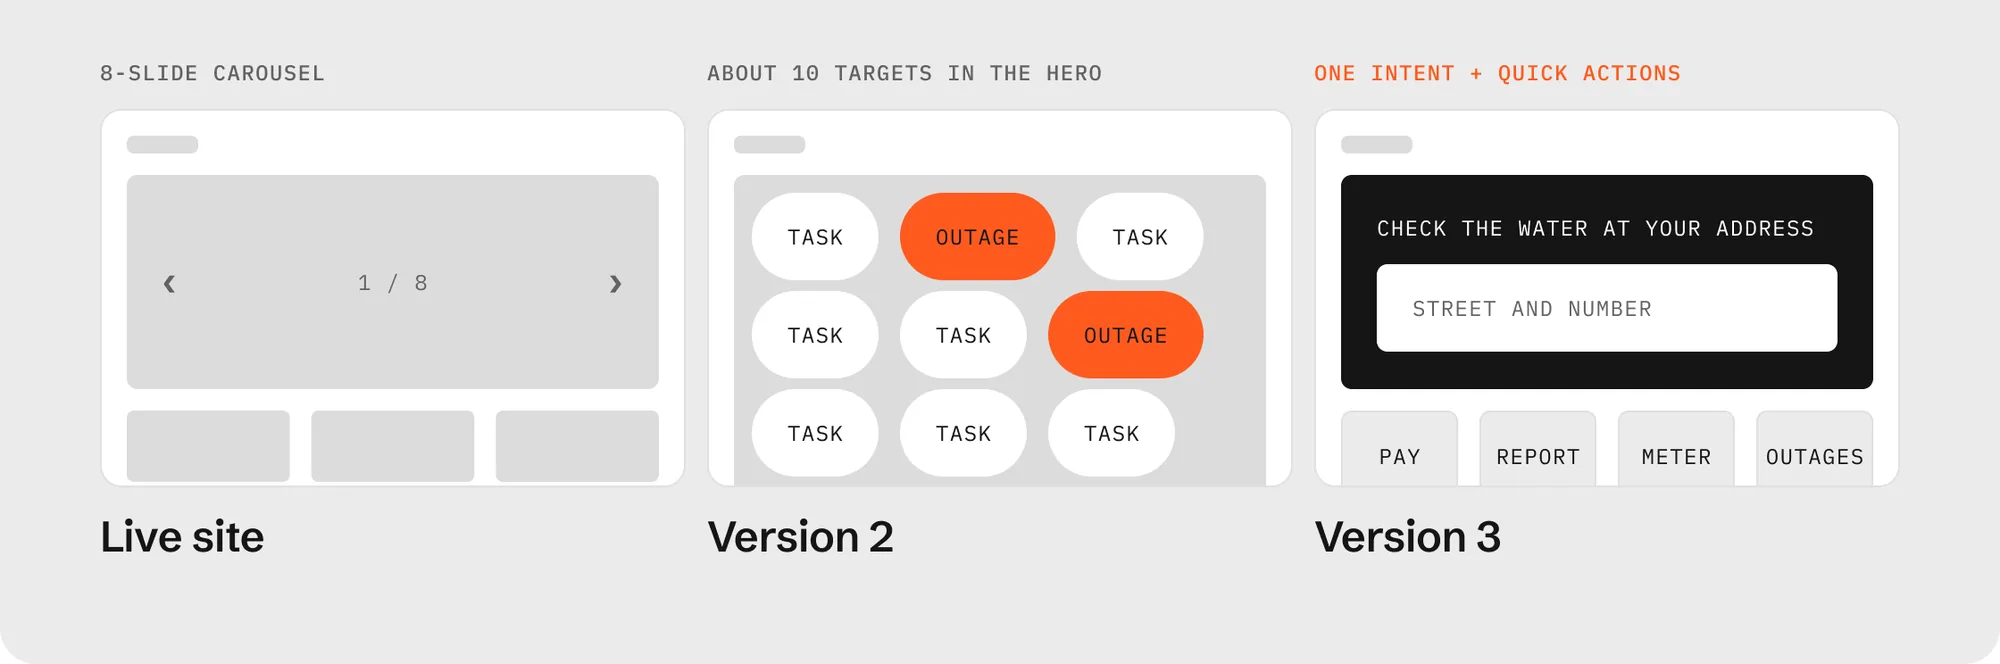 8-SLIDE CAROUSEL
ABOUT 10 TARGETS IN THE HERO
ONE INTENT + QUICK ACTIONS
‹ 1 / 8 ›
TASK OUTAGE TASK
TASK TASK OUTAGE
TASK TASK TASK
CHECK THE WATER AT YOUR ADDRESS
STREET AND NUMBER
PAY REPORT METER OUTAGES
Live site
Version 2
Version 3